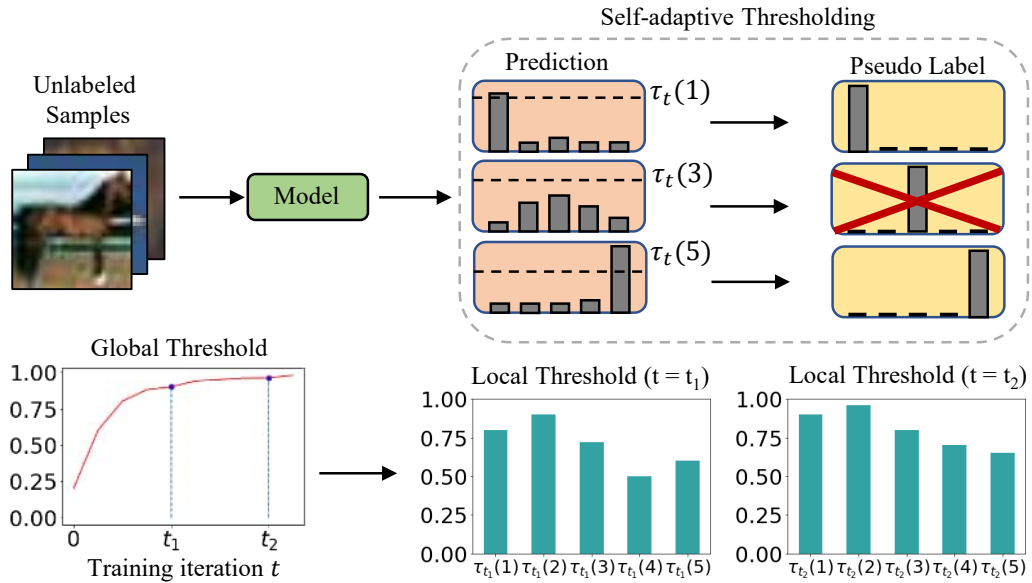 Self-adaptive Thresholding
Unlabeled
Samples
Model
Prediction
Pseudo Label
τt(1)
τt(3)
τt(5)
Global Threshold
1.00
0.75
0.50
0.25
0.00
0
t1
t2
Training iteration t
Local Threshold (t = t1)
1.00
0.75
0.50
0.25
0.00
τt1(1) τt1(2) τt1(3) τt1(4) τt1(5)
Local Threshold (t = t2)
1.00
0.75
0.50
0.25
0.00
τt2(1) τt2(2) τt2(3) τt2(4) τt2(5)